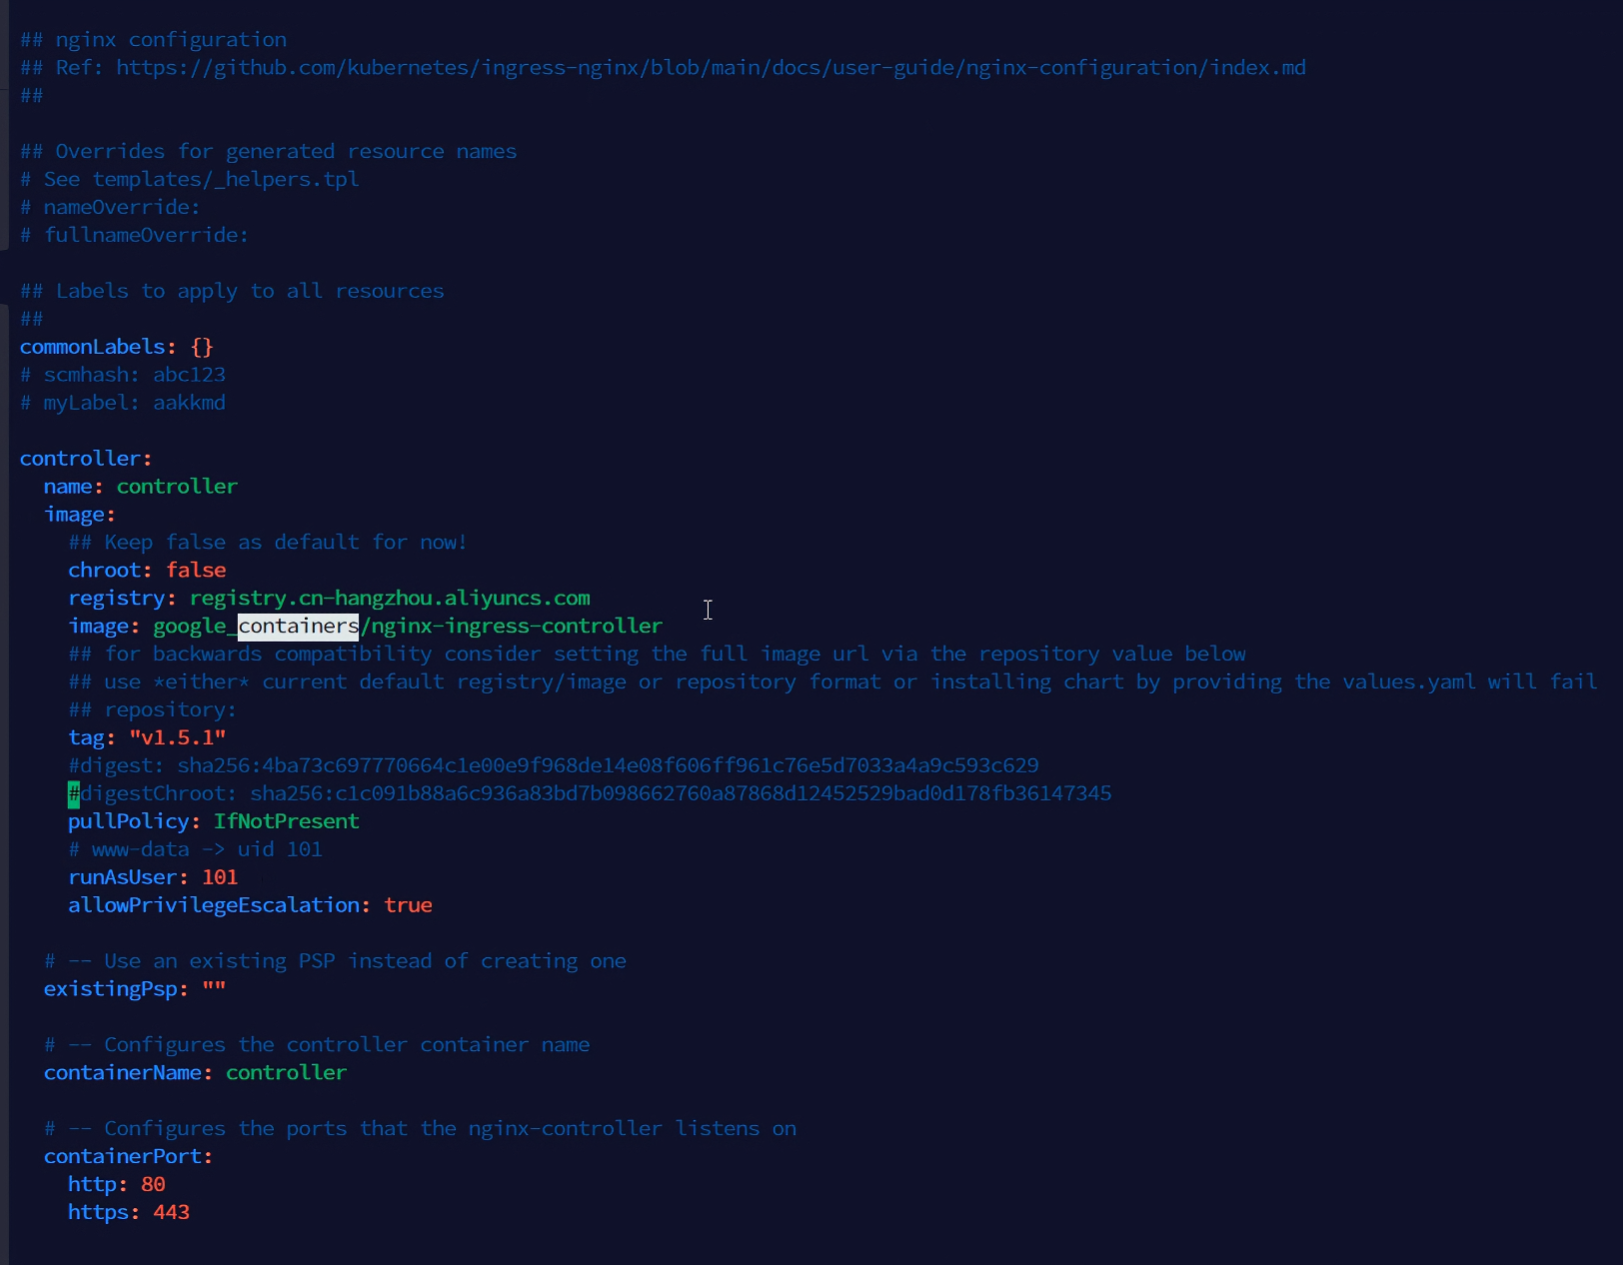 ## nginx configuration
## Ref: https://github.com/kubernetes/ingress-nginx/blob/main/docs/user-guide/nginx-configuration/index.md
##
## Overrides for generated resource names
# See templates/_helpers.tpl
# nameOverride:
# fullnameOverride:
## Labels to apply to all resources
##
commonLabels: {}
# scmhash: abc123
# myLabel: aakkmd
controller:
  name: controller
  image:
    ## Keep false as default for now!
    chroot: false
    registry: registry.cn-hangzhou.aliyuncs.com
    image: google_containers/nginx-ingress-controller
    ## for backwards compatibility consider setting the full image url via the repository value below
    ## use *either* current default registry/image or repository format or installing chart by providing the values.yaml will fail
    ## repository:
    tag: "v1.5.1"
    #digest: sha256:4ba73c697770664c1e00e9f968de14e08f606ff961c76e5d7033a4a9c593c629
    #digestChroot: sha256:c1c091b88a6c936a83bd7b098662760a87868d12452529bad0d178fb36147345
    pullPolicy: IfNotPresent
    # www-data -> uid 101
    runAsUser: 101
    allowPrivilegeEscalation: true
  # -- Use an existing PSP instead of creating one
  existingPsp: ""
  # -- Configures the controller container name
  containerName: controller
  # -- Configures the ports that the nginx-controller listens on
  containerPort:
    http: 80
    https: 443